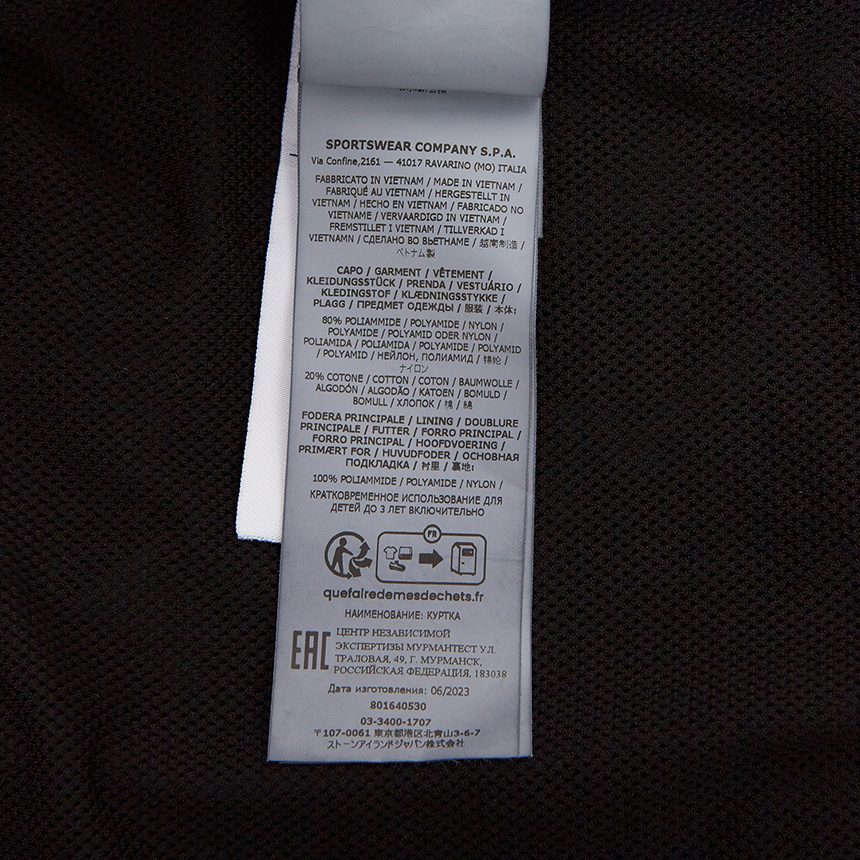 SPORTSWEAR COMPANY S.P.A.
Via Confine,2161 — 41017 RAVARINO (MO) ITALIA
FABBRICATO IN VIETNAM / MADE IN VIETNAM /
FABRIQUÉ AU VIETNAM / HERGESTELLT IN
VIETNAM / HECHO EN VIETNAM / FABRICADO NO
VIETNAME / VERVAARDIGD IN VIETNAM /
FREMSTILLET I VIETNAM / TILLVERKAD I
VIETNAMN / СДЕЛАНО ВО ВЬЕТНАМЕ / 越南制造 /
ベトナム製
CAPO / GARMENT / VÊTEMENT /
KLEIDUNGSSTÜCK / PRENDA / VESTUÁRIO /
KLEDINGSTOF / KLÆDNINGSSTYKKE /
PLAGG / ПРЕДМЕТ ОДЕЖДЫ / 服装 / 本体:
80% POLIAMMIDE / POLYAMIDE / NYLON /
POLYAMIDE / POLYAMID ODER NYLON /
POLIAMIDA / POLIAMIDA / POLYAMIDE / POLYAMID
/ POLYAMID / НЕЙЛОН, ПОЛИАМИД / 锦纶 /
ナイロン
20% COTONE / COTTON / COTON / BAUMWOLLE /
ALGODÓN / ALGODÃO / KATOEN / BOMULD /
BOMULL / ХЛОПОК / 棉 / 綿
FODERA PRINCIPALE / LINING / DOUBLURE
PRINCIPALE / FUTTER / FORRO PRINCIPAL /
FORRO PRINCIPAL / HOOFDVOERING /
PRIMÆRT FOR / HUVUDFODER / ОСНОВНАЯ
ПОДКЛАДКА / 衬里 / 裏地:
100% POLIAMMIDE / POLYAMIDE / NYLON /
КРАТКОВРЕМЕННОЕ ИСПОЛЬЗОВАНИЕ ДЛЯ
ДЕТЕЙ ДО 3 ЛЕТ ВКЛЮЧИТЕЛЬНО
FR
quefairedemesdechets.fr
НАИМЕНОВАНИЕ: КУРТКА
EAC
ЦЕНТР НЕЗАВИСИМОЙ
ЭКСПЕРТИЗЫ МУРМАНТЕСТ УЛ.
ТРАЛОВАЯ, 49, Г. МУРМАНСК,
РОССИЙСКАЯ ФЕДЕРАЦИЯ, 183038
Дата изготовления: 06/2023
801640530
03-3400-1707
〒107-0061 東京都港区北青山3-6-7
ストーンアイランドジャパン株式会社